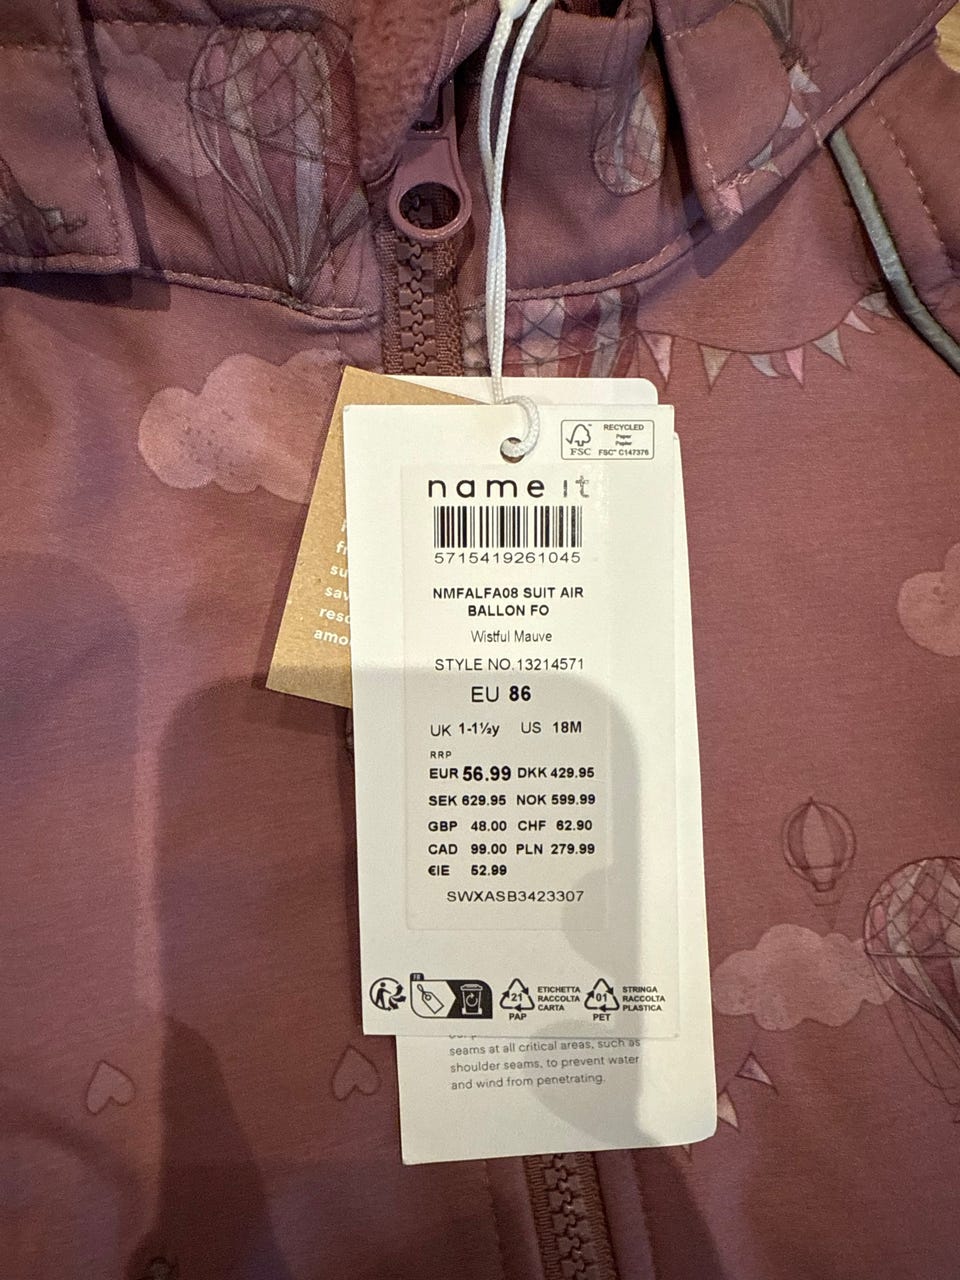 RECYCLED
Paper
Papier
FSC
FSC® C147376
name it
5715419261045
NMFALFA08 SUIT AIR
BALLON FO
Wistful Mauve
STYLE NO.13214571
EU 86
UK 1-1½y US 18M
RRP
EUR 56.99 DKK 429.95
SEK 629.95 NOK 599.99
GBP 48.00 CHF 62.90
CAD 99.00 PLN 279.99
€IE 52.99
SWXASB3423307
FR
21
PAP
ETICHETTA
RACCOLTA
CARTA
01
PET
STRINGA
RACCOLTA
PLASTICA
seams at all critical areas, such as
shoulder seams, to prevent water
and wind from penetrating.